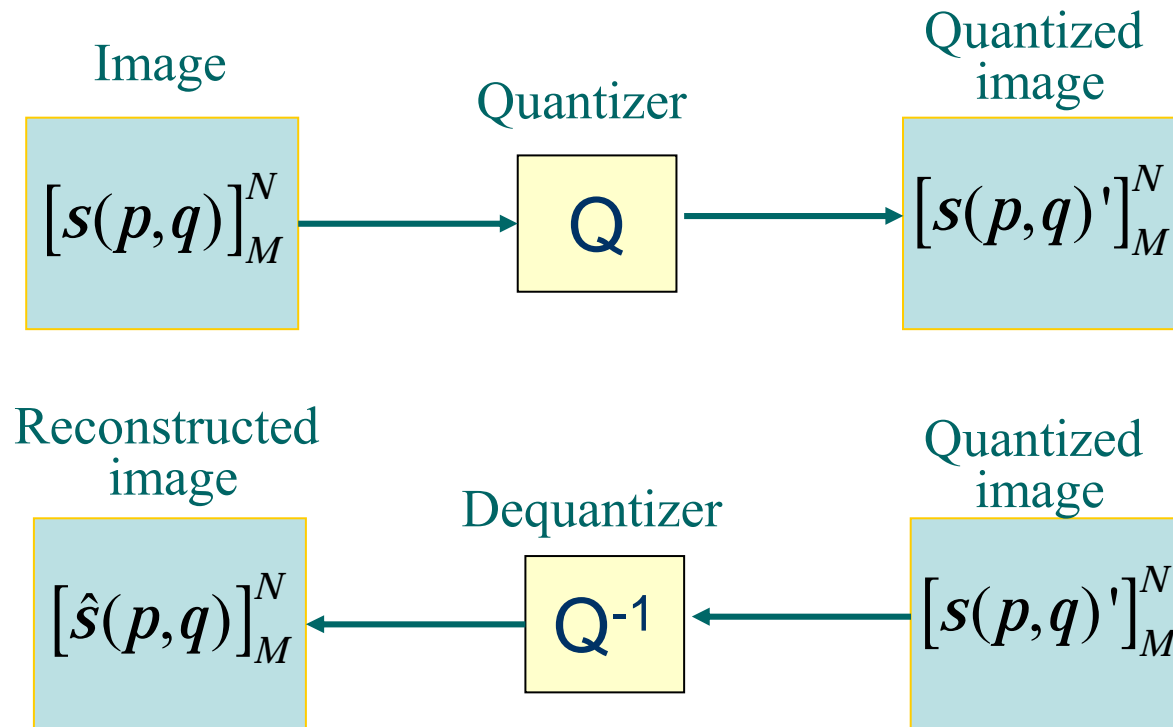 Image
Quantizer
Quantized
image
[s(p,q)]_M^N
Q
[s(p,q)']_M^N
Reconstructed
image
Dequantizer
Quantized
image
[ŝ(p,q)]_M^N
Q⁻¹
[s(p,q)']_M^N